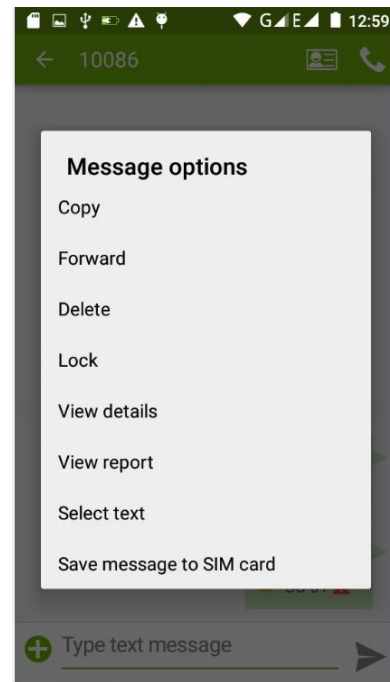 G E 12:59
10086
Message options
Copy
Forward
Delete
Lock
View details
View report
Select text
Save message to SIM card
Type text message